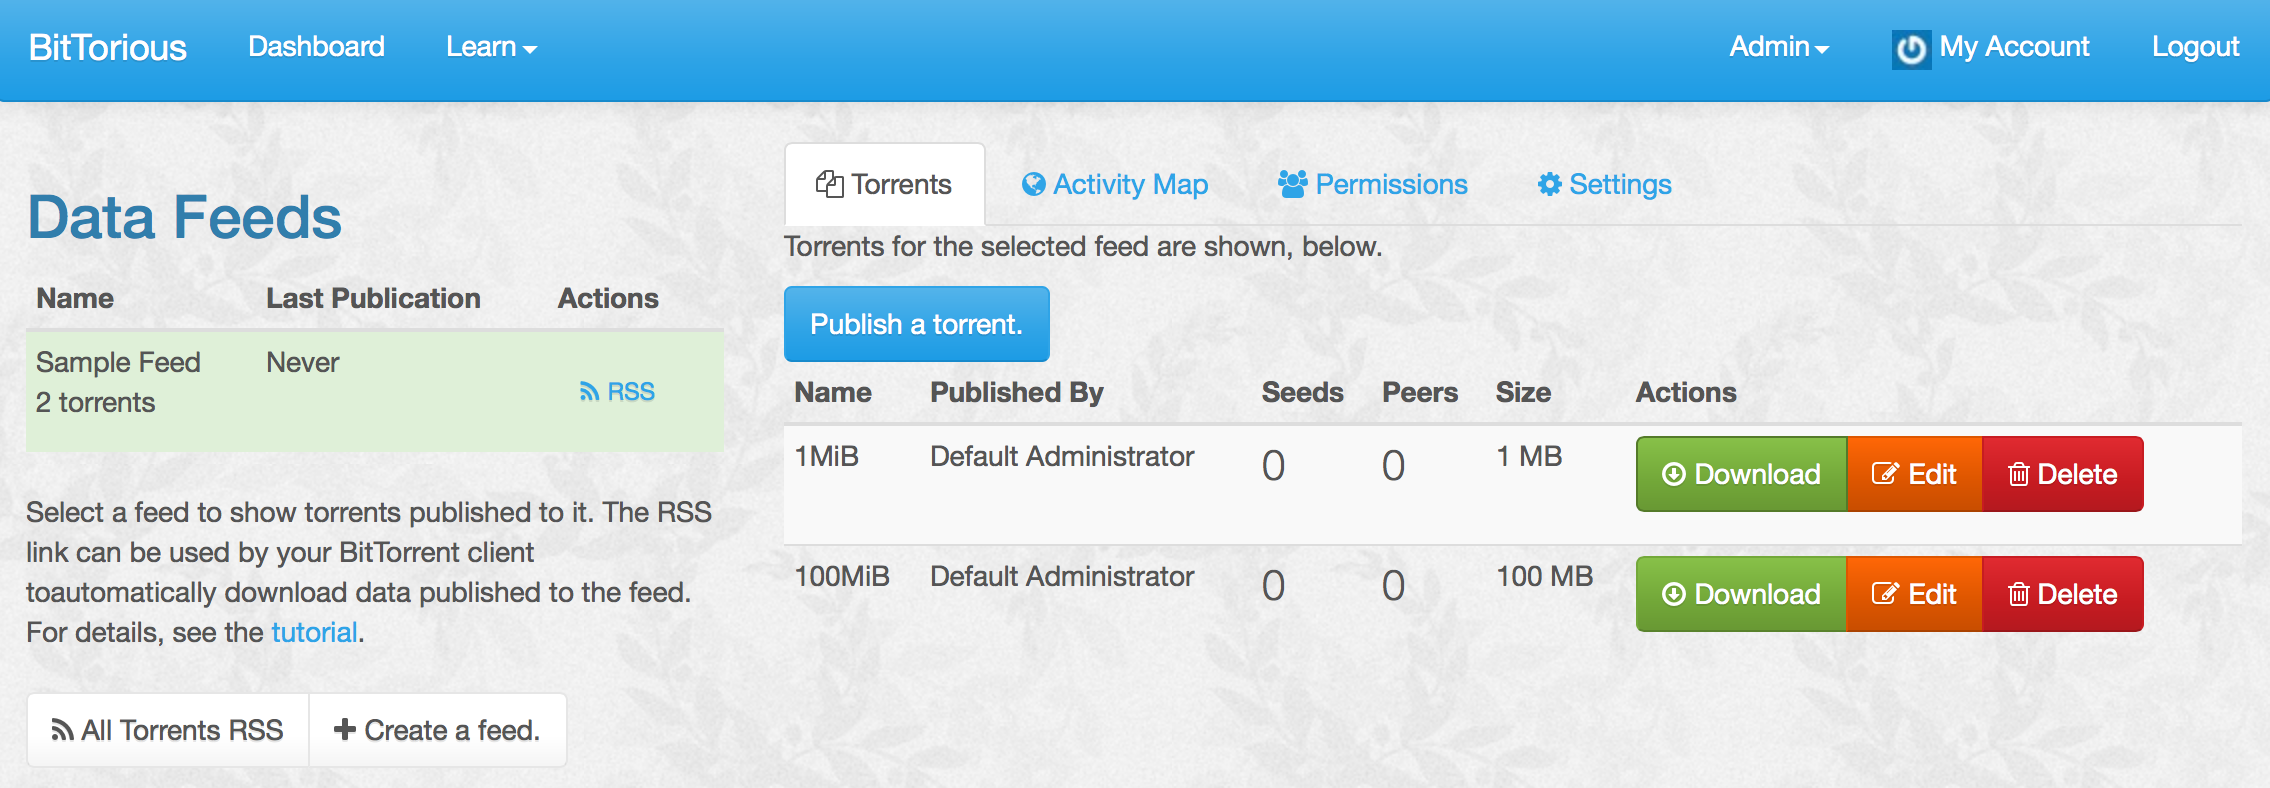 BitTorious Dashboard Learn Admin My Account Logout
Data Feeds
Name Last Publication Actions
Sample Feed Never
2 torrents
RSS
Select a feed to show torrents published to it. The RSS
link can be used by your BitTorrent client
toautomatically download data published to the feed.
For details, see the tutorial.
All Torrents RSS Create a feed.
Torrents Activity Map Permissions Settings
Torrents for the selected feed are shown, below.
Publish a torrent.
Name Published By Seeds Peers Size Actions
1MiB Default Administrator 0 0 1 MB Download Edit Delete
100MiB Default Administrator 0 0 100 MB Download Edit Delete